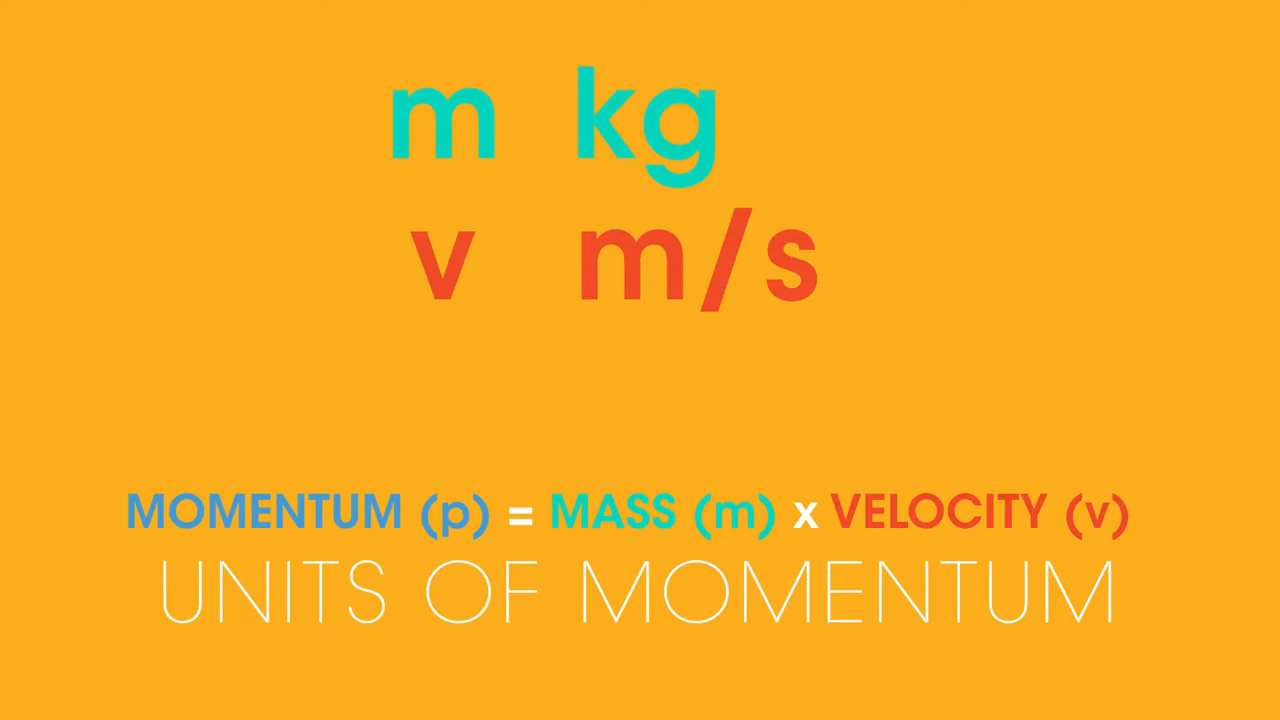 m kg
v m/s
MOMENTUM (p) = MASS (m) x VELOCITY (v)
UNITS OF MOMENTUM